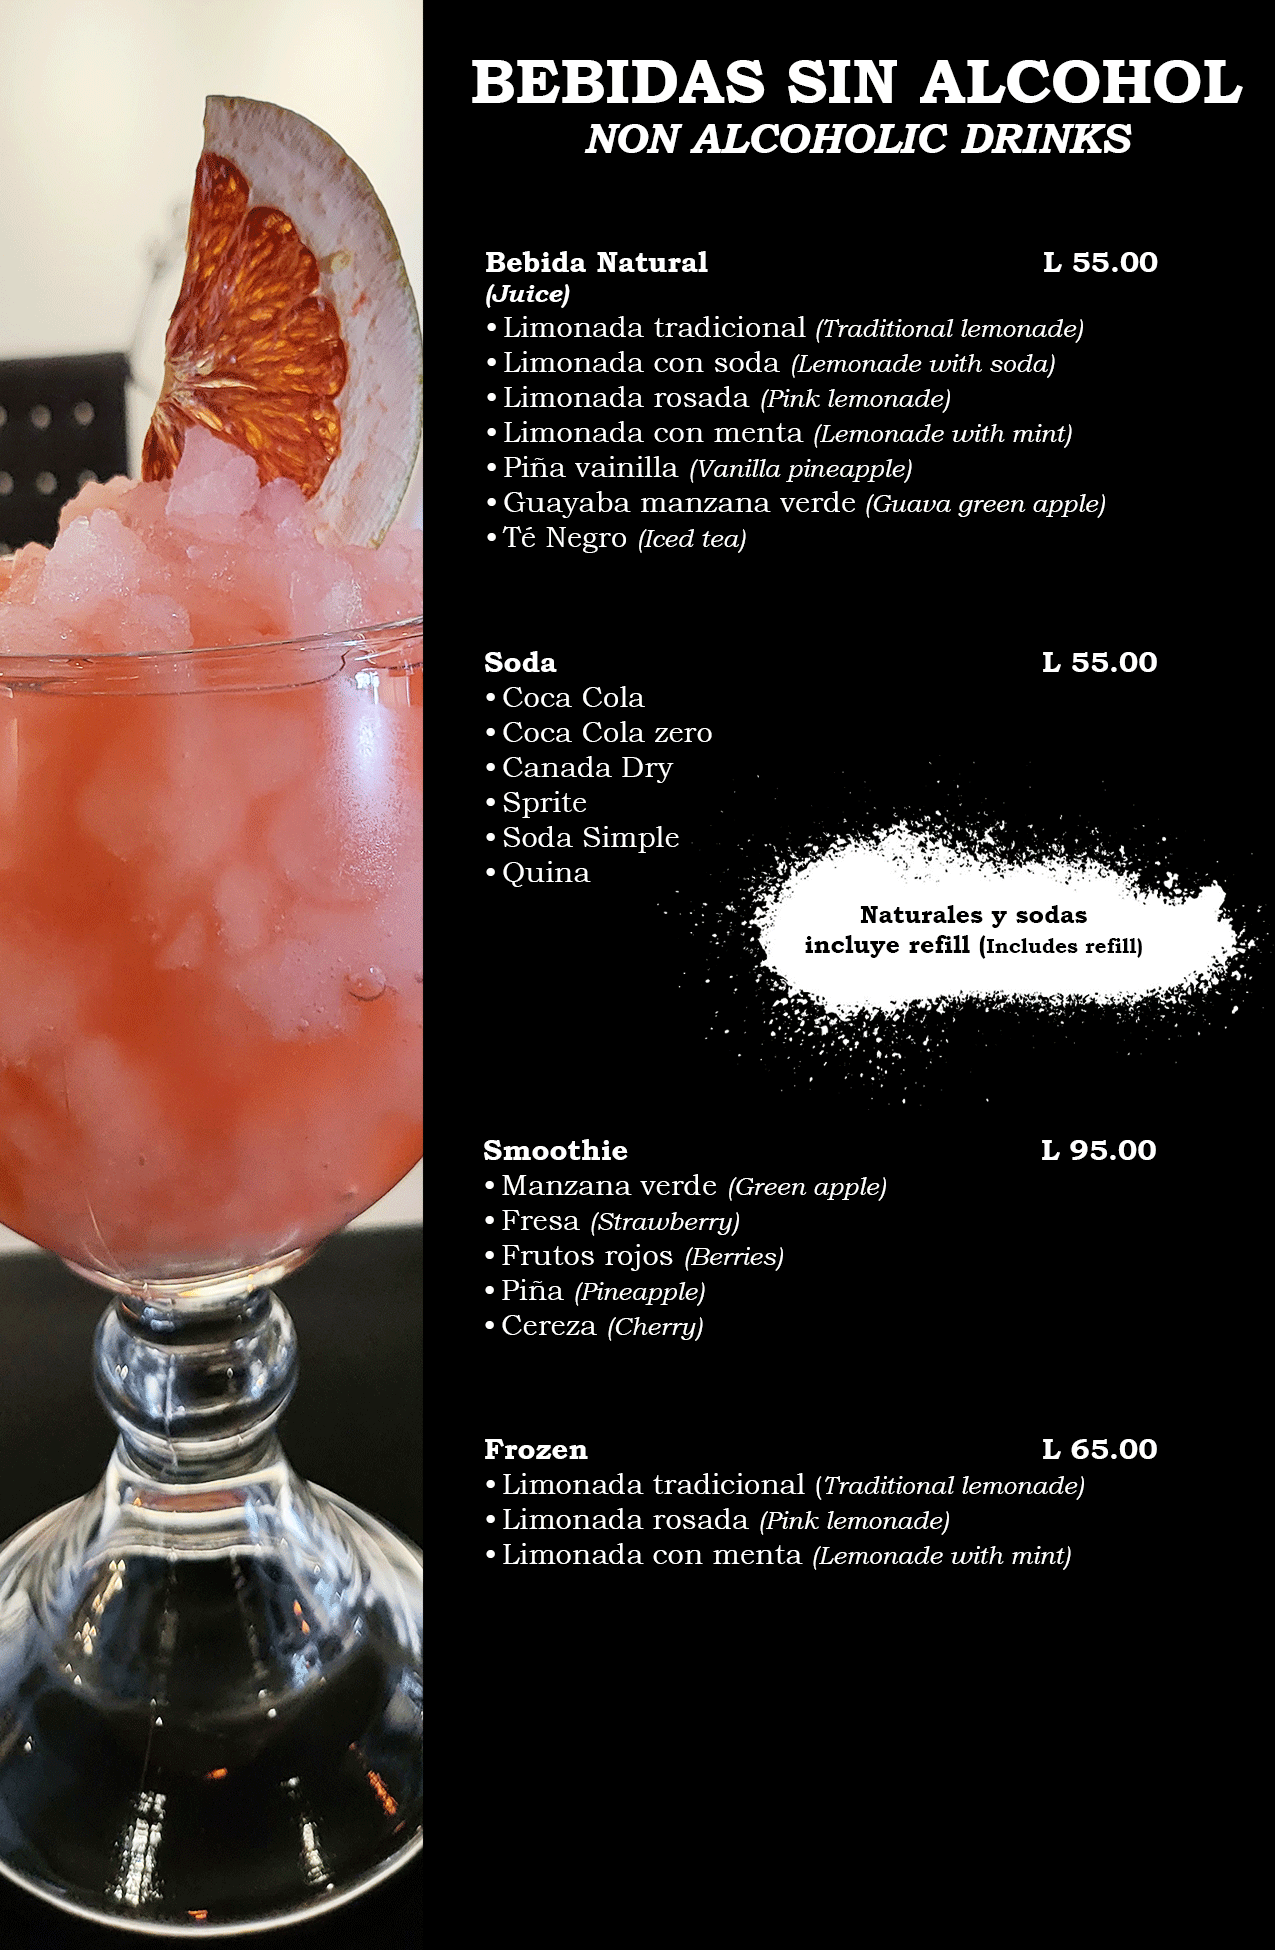 BEBIDAS SIN ALCOHOL
NON ALCOHOLIC DRINKS
Bebida Natural L 55.00
(Juice)
• Limonada tradicional (Traditional lemonade)
• Limonada con soda (Lemonade with soda)
• Limonada rosada (Pink lemonade)
• Limonada con menta (Lemonade with mint)
• Piña vainilla (Vanilla pineapple)
• Guayaba manzana verde (Guava green apple)
• Té Negro (Iced tea)
Soda L 55.00
• Coca Cola
• Coca Cola zero
• Canada Dry
• Sprite
• Soda Simple
• Quina
Naturales y sodas
incluye refill (Includes refill)
Smoothie L 95.00
• Manzana verde (Green apple)
• Fresa (Strawberry)
• Frutos rojos (Berries)
• Piña (Pineapple)
• Cereza (Cherry)
Frozen L 65.00
• Limonada tradicional (Traditional lemonade)
• Limonada rosada (Pink lemonade)
• Limonada con menta (Lemonade with mint)